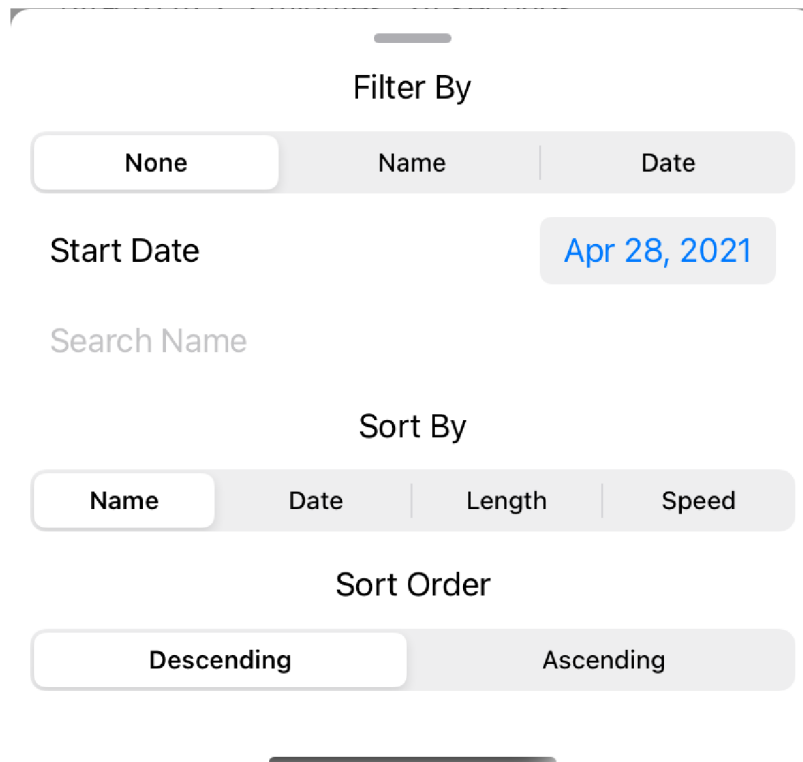 Filter By
None Name Date
Start Date Apr 28, 2021
Search Name
Sort By
Name Date Length Speed
Sort Order
Descending Ascending